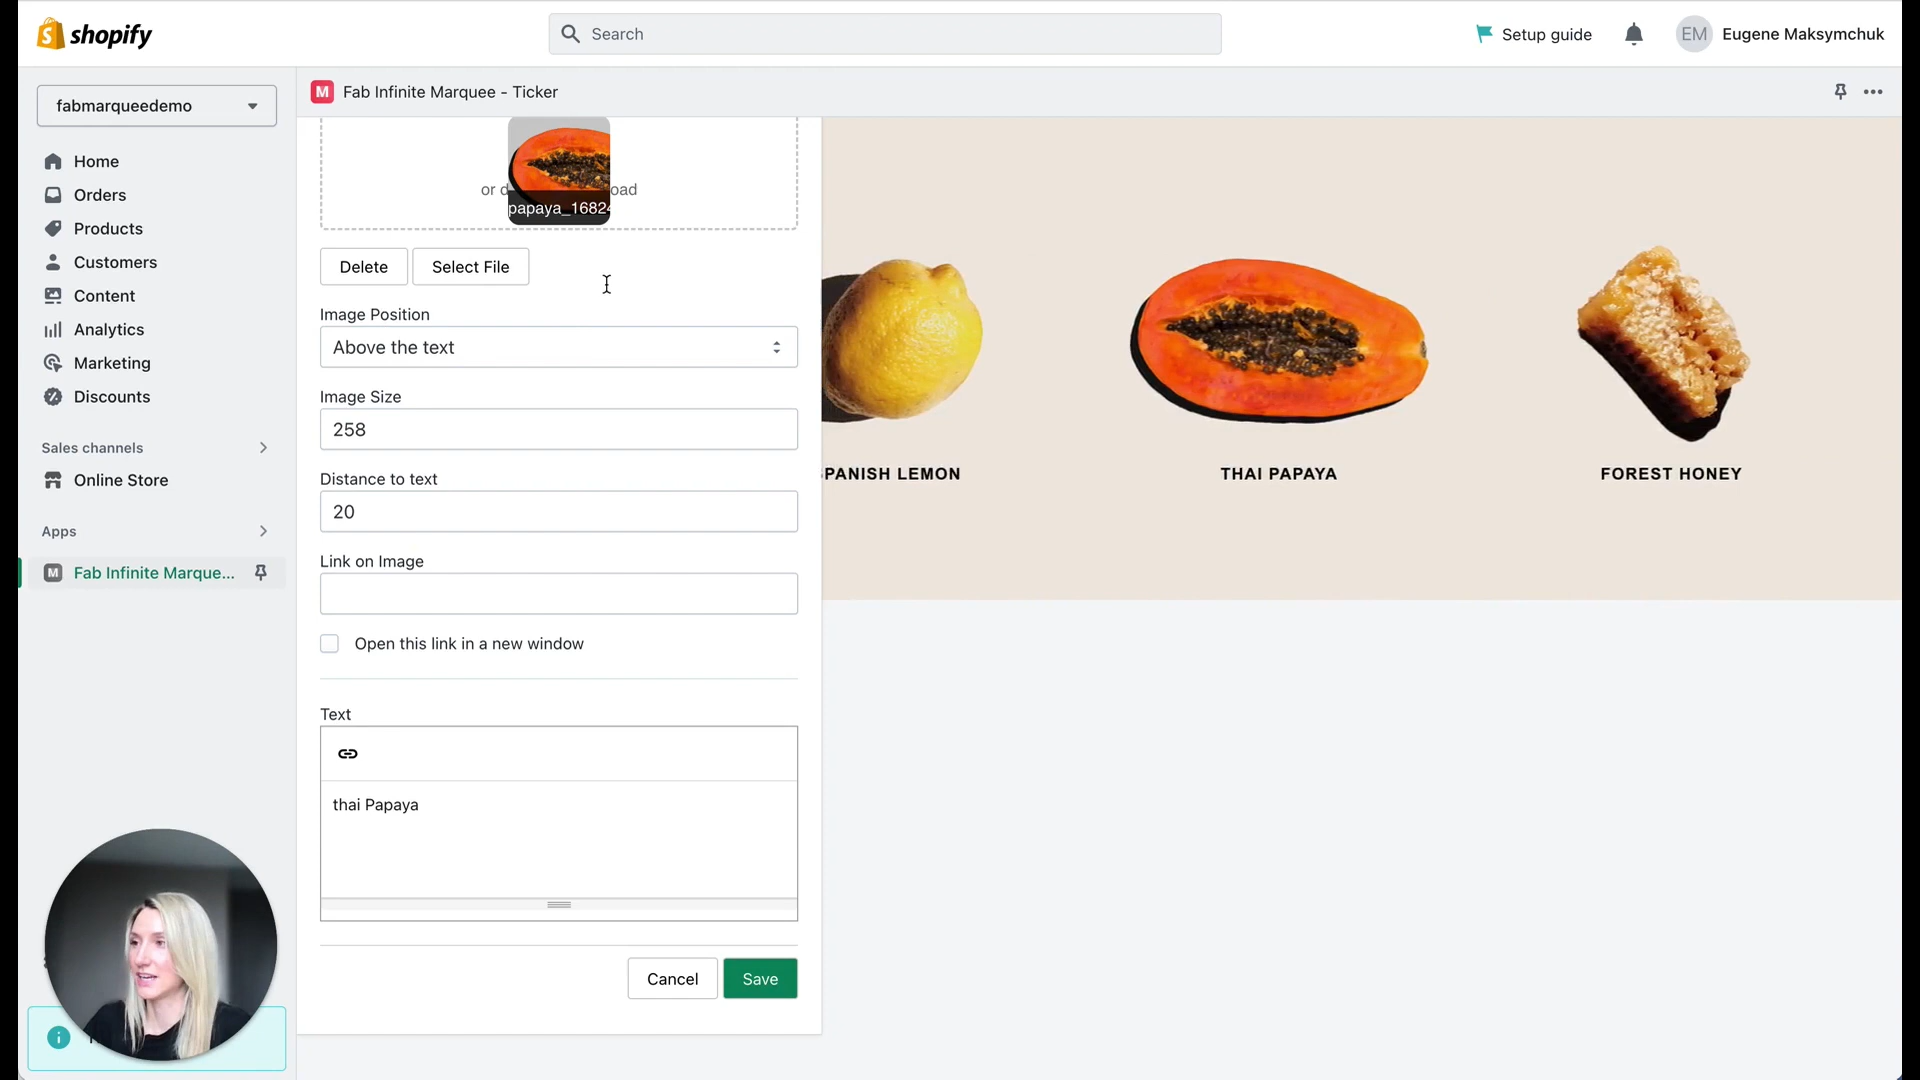 shopify
Search
Setup guide
EM
Eugene Maksymchuk
fabmarqueedemo
M
Fab Infinite Marquee - Ticker
Home
Orders
Products
Customers
Content
Analytics
Marketing
Discounts
Sales channels
Online Store
Apps
M
Fab Infinite Marque...
or d
oad
papaya_1682
Delete
Select File
Image Position
Above the text
Image Size
258
Distance to text
20
Link on Image
Open this link in a new window
Text
thai Papaya
Cancel
Save
PANISH LEMON
THAI PAPAYA
FOREST HONEY